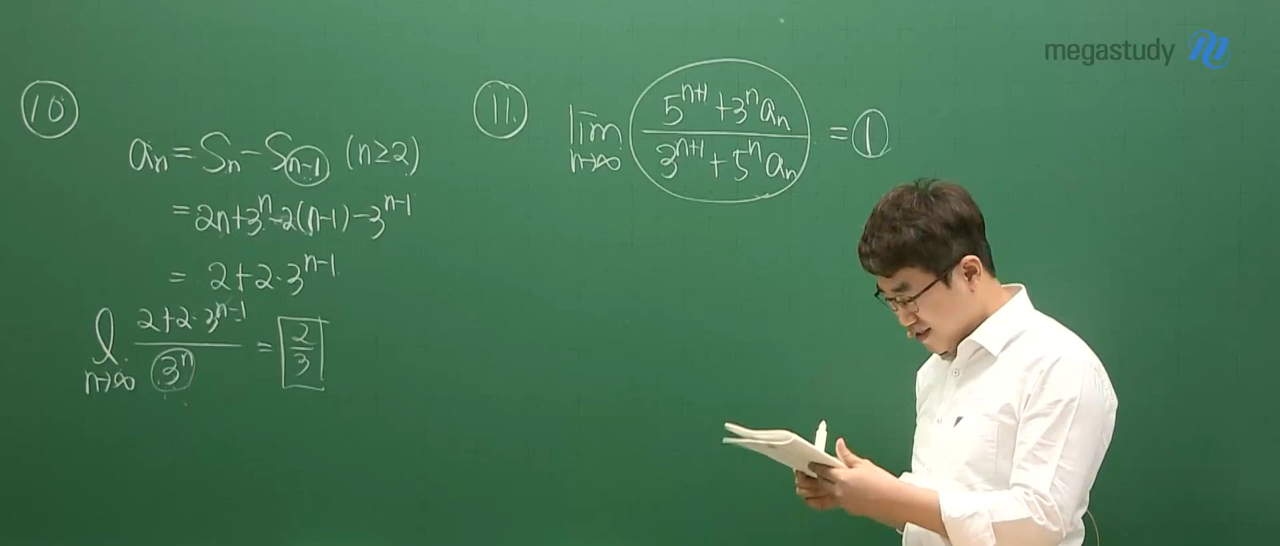 megastudy
⑩
aₙ = Sₙ - Sₙ₋₁ (n≥2)
= 2n+3ⁿ-2(n-1)-3ⁿ⁻¹
= 2+2·3ⁿ⁻¹
l n→∞ (2+2·3ⁿ⁻¹)/3ⁿ = 2/3
⑪
lim n→∞ (5ⁿ⁺¹+3ⁿaₙ)/(3ⁿ⁺¹+5ⁿaₙ) = ①